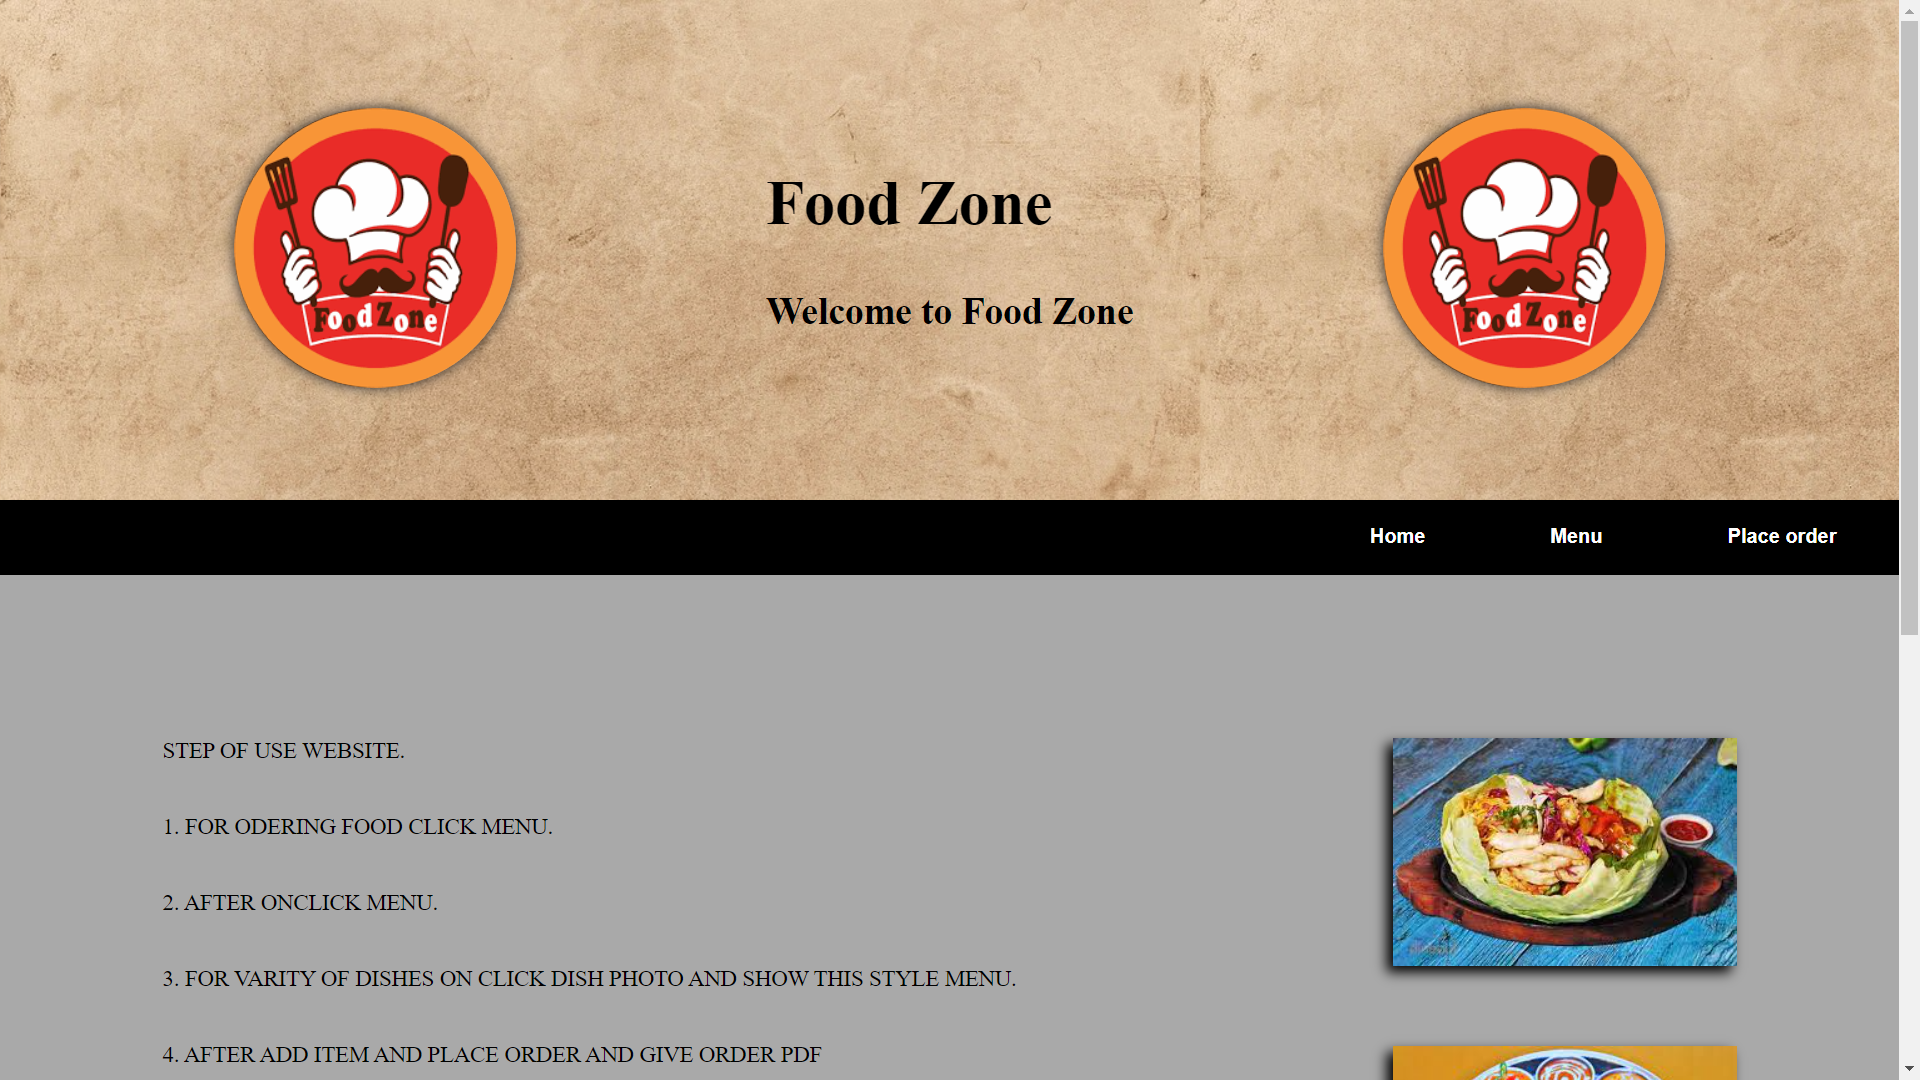 Food Zone
Food Zone
Welcome to Food Zone
Food Zone
Home
Menu
Place order
STEP OF USE WEBSITE.
1. FOR ODERING FOOD CLICK MENU.
2. AFTER ONCLICK MENU.
3. FOR VARITY OF DISHES ON CLICK DISH PHOTO AND SHOW THIS STYLE MENU.
4. AFTER ADD ITEM AND PLACE ORDER AND GIVE ORDER PDF